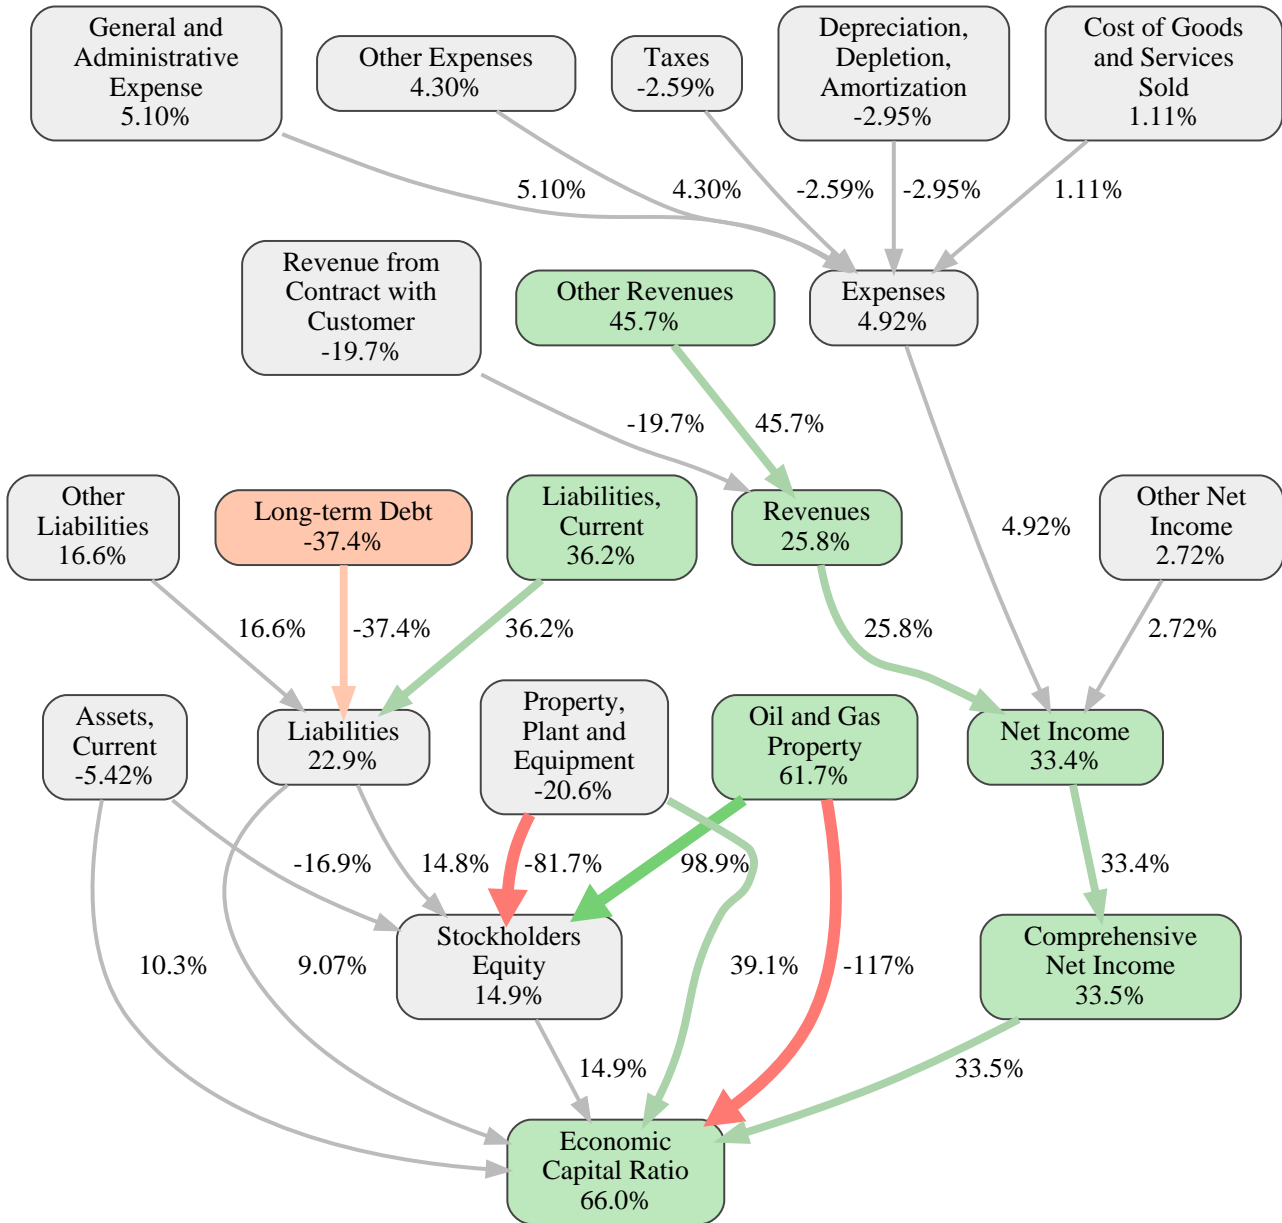 General and
Administrative
Expense
5.10%
Other Expenses
4.30%
Taxes
-2.59%
Depreciation,
Depletion,
Amortization
-2.95%
Cost of Goods
and Services
Sold
1.11%
5.10%
4.30%
-2.59%
-2.95%
1.11%
Revenue from
Contract with
Customer
-19.7%
Other Revenues
45.7%
Expenses
4.92%
-19.7%
45.7%
Other
Liabilities
16.6%
Long-term Debt
-37.4%
Liabilities,
Current
36.2%
Revenues
25.8%
4.92%
Other Net
Income
2.72%
16.6%
-37.4%
36.2%
25.8%
2.72%
Assets,
Current
-5.42%
Liabilities
22.9%
Property,
Plant and
Equipment
-20.6%
Oil and Gas
Property
61.7%
Net Income
33.4%
-16.9%
14.8%
-81.7%
98.9%
33.4%
10.3%
9.07%
Stockholders
Equity
14.9%
39.1%
-117%
Comprehensive
Net Income
33.5%
14.9%
33.5%
Economic
Capital Ratio
66.0%